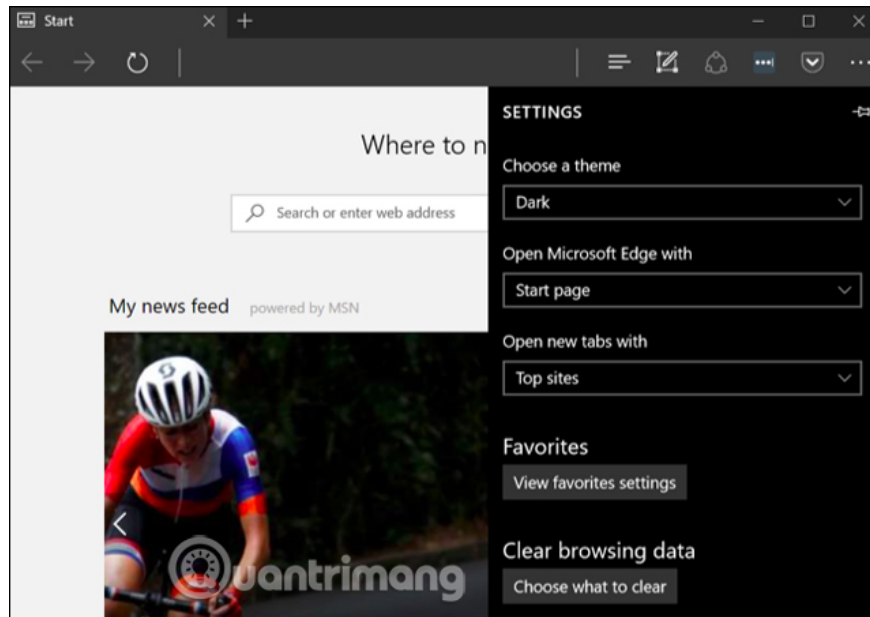 Start
SETTINGS
Where to n
Choose a theme
Dark
Search or enter web address
Open Microsoft Edge with
Start page
My news feed powered by MSN
Open new tabs with
Top sites
Favorites
View favorites settings
Clear browsing data
Choose what to clear
Quantrimang